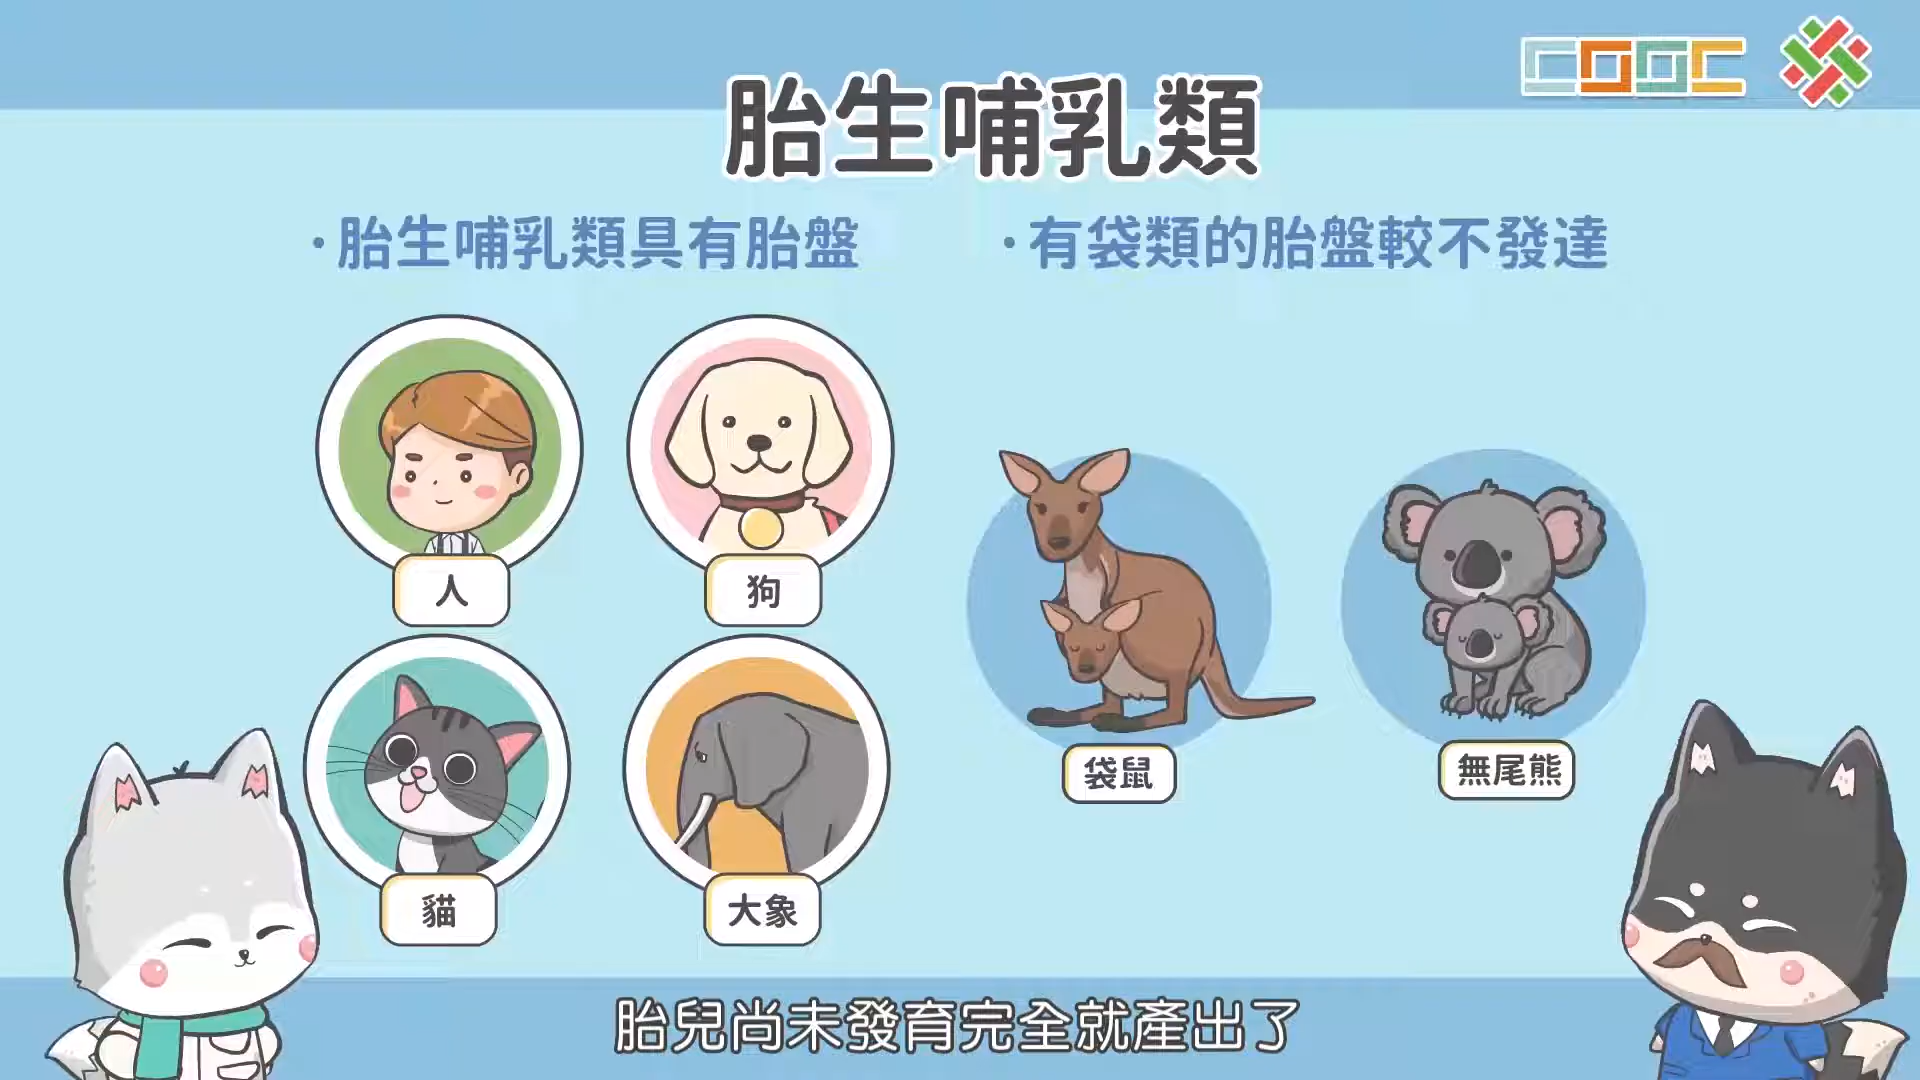 COOC
胎生哺乳類
·胎生哺乳類具有胎盤
·有袋類的胎盤較不發達
人
狗
貓
大象
袋鼠
無尾熊
胎兒尚未發育完全就產出了